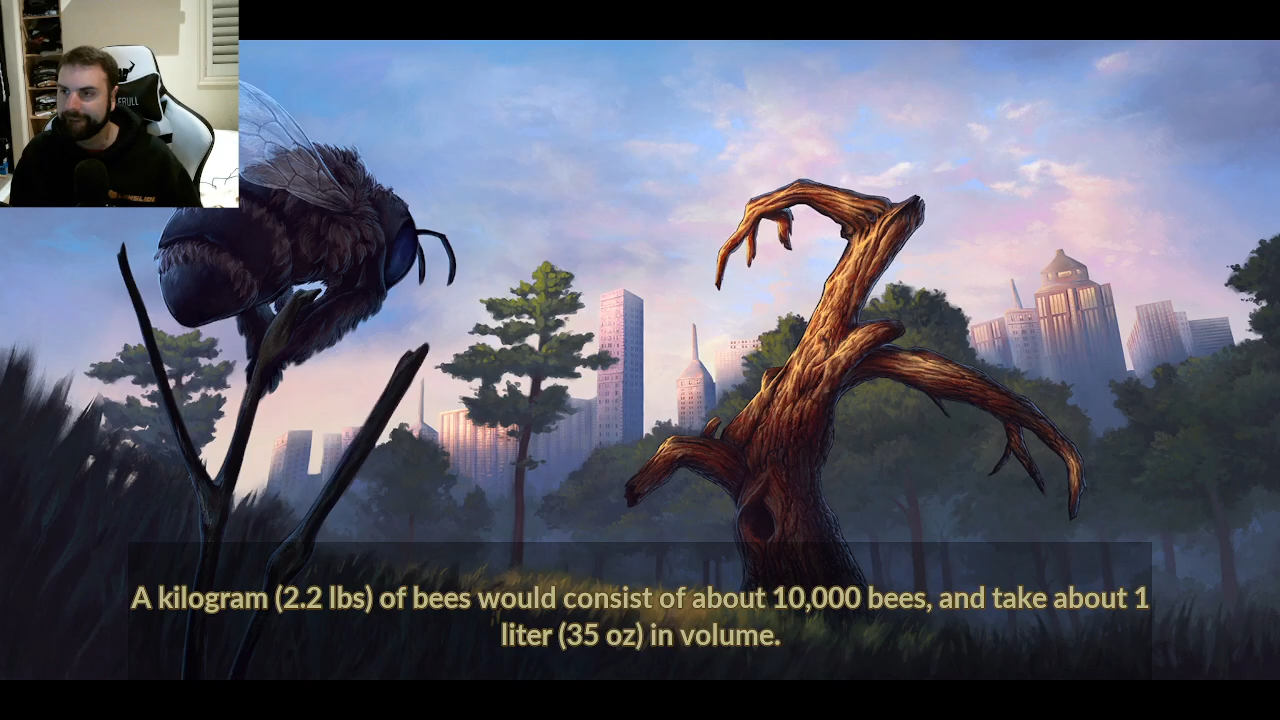 A kilogram (2.2 lbs) of bees would consist of about 10,000 bees, and take about 1
liter (35 oz) in volume.